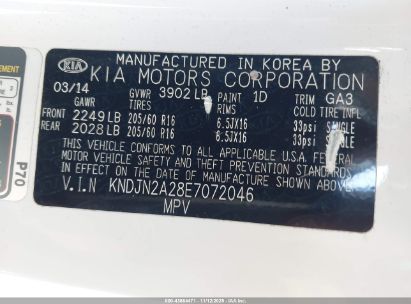 MANUFACTURED IN KOREA BY
KIA KIA MOTORS CORPORATION
03/14 GVWR 3902 LB PAINT 1D TRIM GA3
GAWR TIRES RIMS COLD TIRE INFL
FRONT 2249 LB 205/60 R16 6.5JX16 33psi SINGLE
REAR 2028 LB 205/60 R16 6.5JX16 33psi SINGLE
THIS VEHICLE CONFORMS TO ALL APPLICABLE U.S.A. FEDERAL
MOTOR VEHICLE SAFETY AND THEFT PREVENTION STANDARDS
IN EFFECT ON THE DATE OF MANUFACTURE SHOWN ABOVE.
V.I.N KNDJN2A28E7072046
MPV
P70